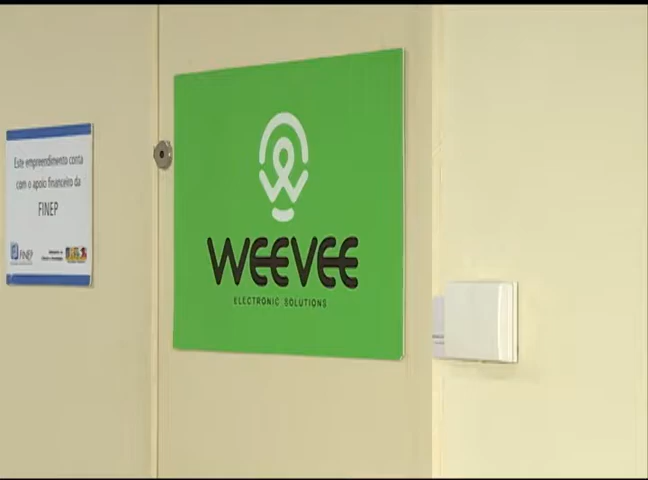 Este empreendimento conta
com o apoio financeiro da
FINEP
FINEP
WEEVEE
ELECTRONIC SOLUTIONS